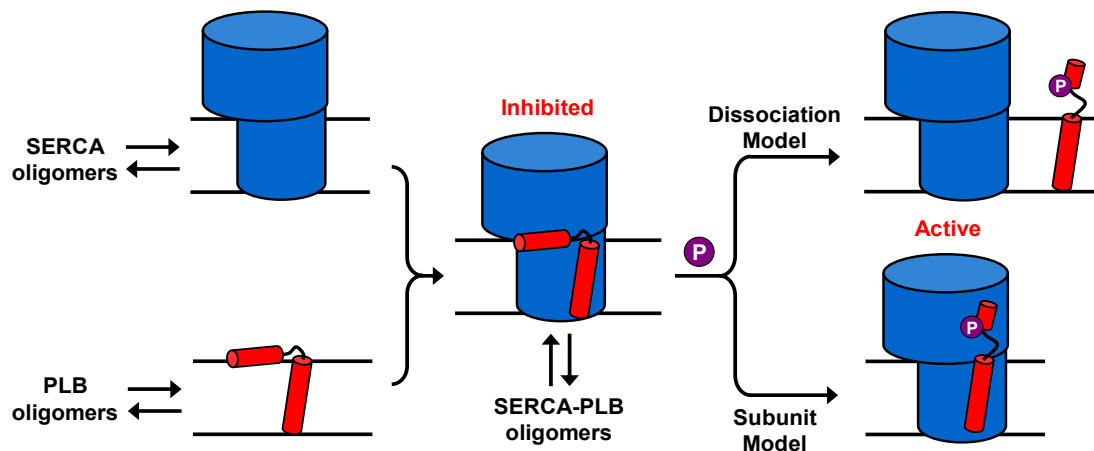 SERCA
oligomers
PLB
oligomers
Inhibited
SERCA-PLB
oligomers
P
Dissociation
Model
P
Active
P
Subunit
Model